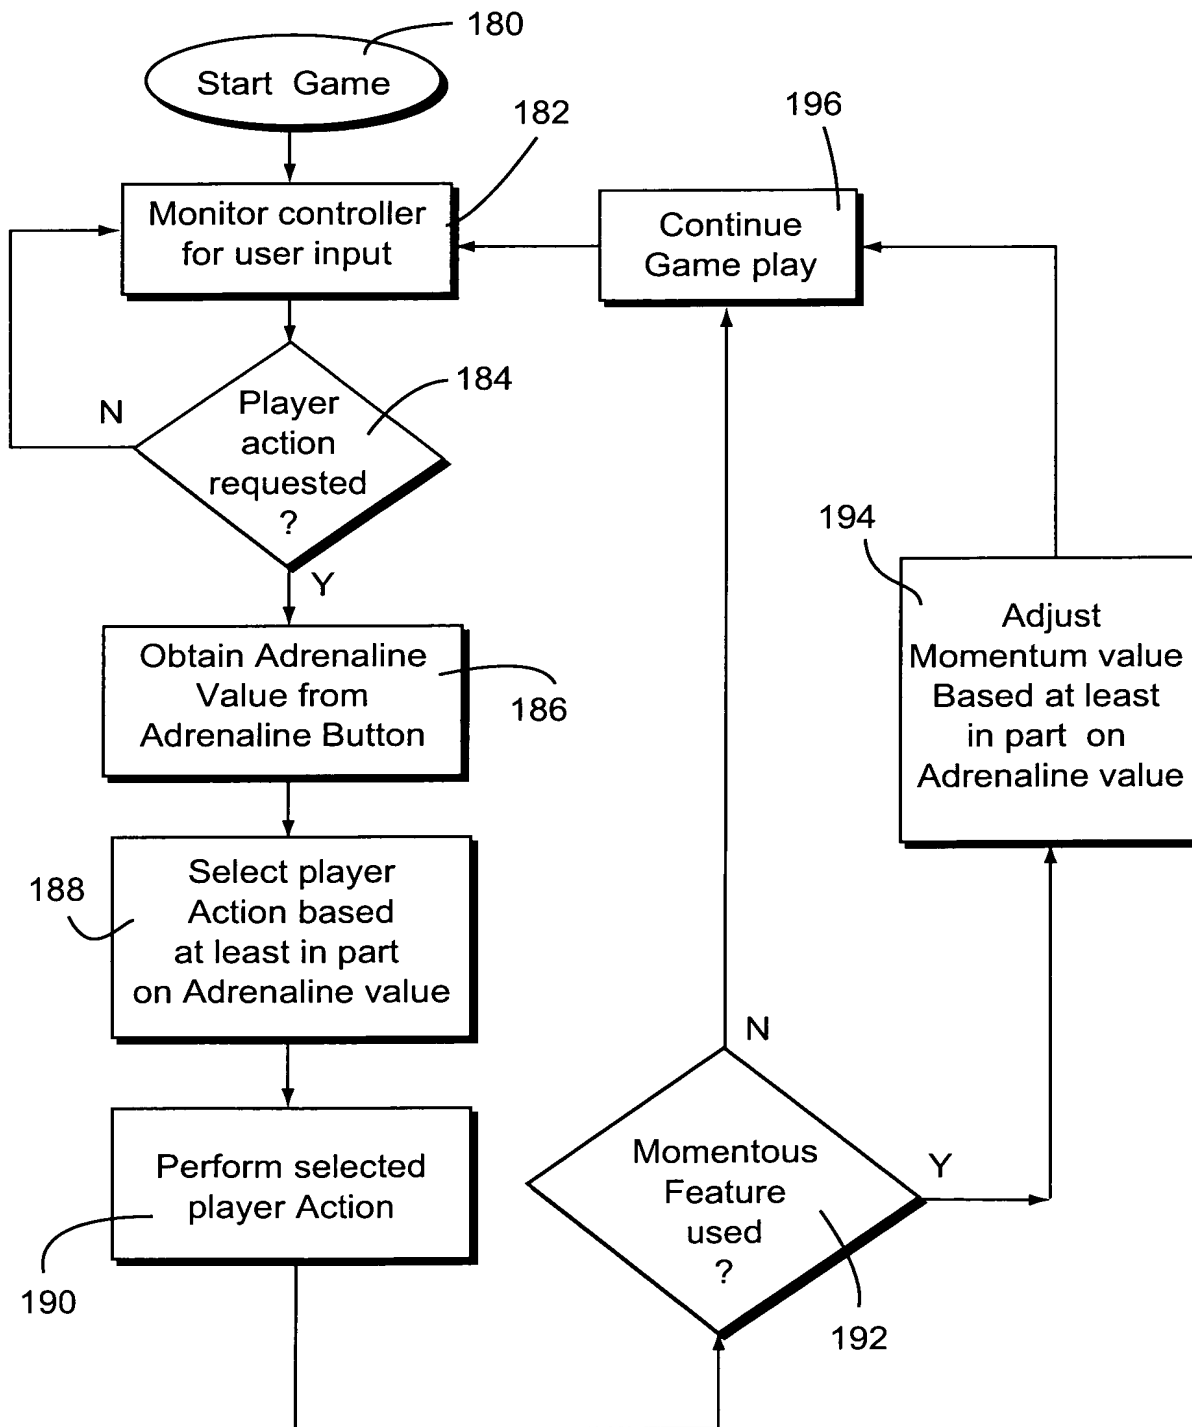 180
Start Game
182
Monitor controller
for user input
196
Continue
Game play
184
N
Player
action
requested
?
Y
Obtain Adrenaline
Value from
Adrenaline Button
186
194
Adjust
Momentum value
Based at least
in part on
Adrenaline value
188
Select player
Action based
at least in part
on Adrenaline value
Perform selected
player Action
190
N
Momentous
Feature
used
?
Y
192